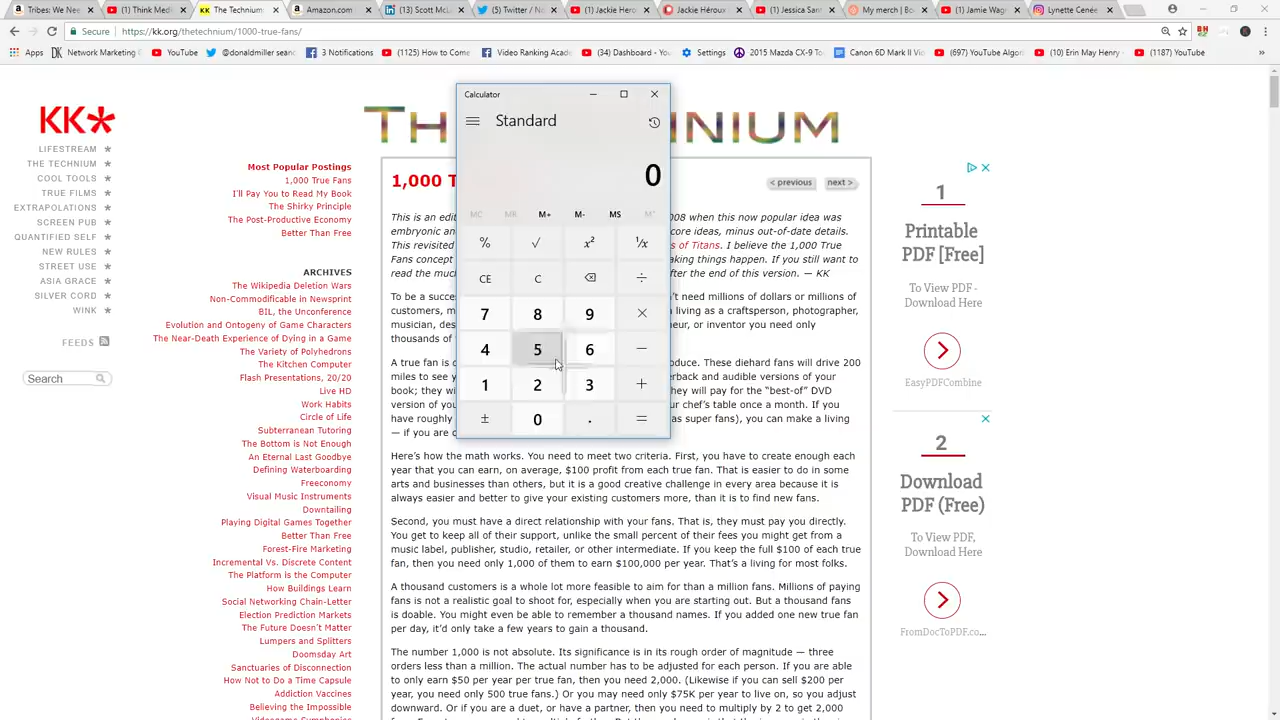 Tribes: We Need
(1) Think Media
The Technium:
Amazon.com
(13) Scott McL
(5) Twitter / No
(1) Jackie Hero
Jackie Héroux
(1) Jessica Sam
My merch | Bo
(1) Jamie Wag
Lynette Cenée
Secure
https://kk.org/thetechnium/1000-true-fans/
Apps
Network Marketing E
YouTube
@donaldmiller search
3 Notifications
(1125) How to Come
Video Ranking Acade
(34) Dashboard - You
Settings
2015 Mazda CX-9 To
Canon 6D Mark II Vi
(697) YouTube Algor
(10) Erin May Henry
(1187) YouTube
KK*
LIFESTREAM *
THE TECHNIUM *
COOL TOOLS *
TRUE FILMS *
EXTRAPOLATIONS *
SCREEN PUB *
QUANTIFIED SELF *
NEW RULES *
STREET USE *
ASIA GRACE *
SILVER CORD *
WINK *
FEEDS
Search
Most Popular Postings
1,000 True Fans
I'll Pay You to Read My Book
The Shirky Principle
The Post-Productive Economy
Better Than Free
ARCHIVES
The Wikipedia Deletion Wars
Non-Commodificable in Newsprint
BIL, the Unconference
Evolution and Ontogeny of Game Characters
The Near-Death Experience of Dying in a Game
The Variety of Polyhedrons
The Kitchen Computer
Flash Presentations, 20/20
Live HD
Work Habits
Circle of Life
Subterranean Tutoring
The Bottom is Not Enough
An Eternal Last Goodbye
Defining Waterboarding
Freeconomy
Visual Music Instruments
Downtailing
Playing Digital Games Together
Better Than Free
Forest-Fire Marketing
Incremental Vs. Discrete Content
The Platform is the Computer
How Buildings Learn
Social Networking Chain-Letter
Election Prediction Markets
The Future Doesn't Matter
Lumpers and Splitters
Doomsday Art
Sanctuaries of Disconnection
How Not to Do a Time Capsule
Addiction Vaccines
Believing the Impossible
Videogame Symphonies
TH
TECHNIUM
1,000 T
< previous
next >
This is an edit
008 when this now popular idea was
embryonic an
core ideas, minus out-of-date details.
This revisited
s of Titans. I believe the 1,000 True
Fans concept
aking things happen. If you still want to
read the much
after the end of this version. — KK
To be a succes
n't need millions of dollars or millions of
customers, m
a living as a craftsperson, photographer,
musician, des
eur, or inventor you need only
thousands of
A true fan is d
oduce. These diehard fans will drive 200
miles to see y
erback and audible versions of your
book; they w
they will pay for the "best-of" DVD
version of you
ur chef's table once a month. If you
have roughly
as super fans), you can make a living
— if you are c
Here's how the math works. You need to meet two criteria. First, you have to create enough each
year that you can earn, on average, $100 profit from each true fan. That is easier to do in some
arts and businesses than others, but it is a good creative challenge in every area because it is
always easier and better to give your existing customers more, than it is to find new fans.
Second, you must have a direct relationship with your fans. That is, they must pay you directly.
You get to keep all of their support, unlike the small percent of their fees you might get from a
music label, publisher, studio, retailer, or other intermediate. If you keep the full $100 of each true
fan, then you need only 1,000 of them to earn $100,000 per year. That's a living for most folks.
A thousand customers is a whole lot more feasible to aim for than a million fans. Millions of paying
fans is not a realistic goal to shoot for, especially when you are starting out. But a thousand fans
is doable. You might even be able to remember a thousand names. If you added one new true fan
per day, it'd only take a few years to gain a thousand.
The number 1,000 is not absolute. Its significance is in its rough order of magnitude — three
orders less than a million. The actual number has to be adjusted for each person. If you are able
to only earn $50 per year per true fan, then you need 2,000. (Likewise if you can sell $200 per
year, you need only 500 true fans.) Or you may need only $75K per year to live on, so you adjust
downward. Or if you are a duet, or have a partner, then you need to multiply by 2 to get 2,000
Calculator
Standard
0
MC MR M+ M- MS M˅
% √ x² ¹/x
CE C ⌫ ÷
7 8 9 ×
4 5 6 −
1 2 3 +
± 0 . =
1
Printable
PDF [Free]
To View PDF -
Download Here
EasyPDFCombine
2
Download
PDF (Free)
To View PDF,
Download Here
FromDocToPDF.co...